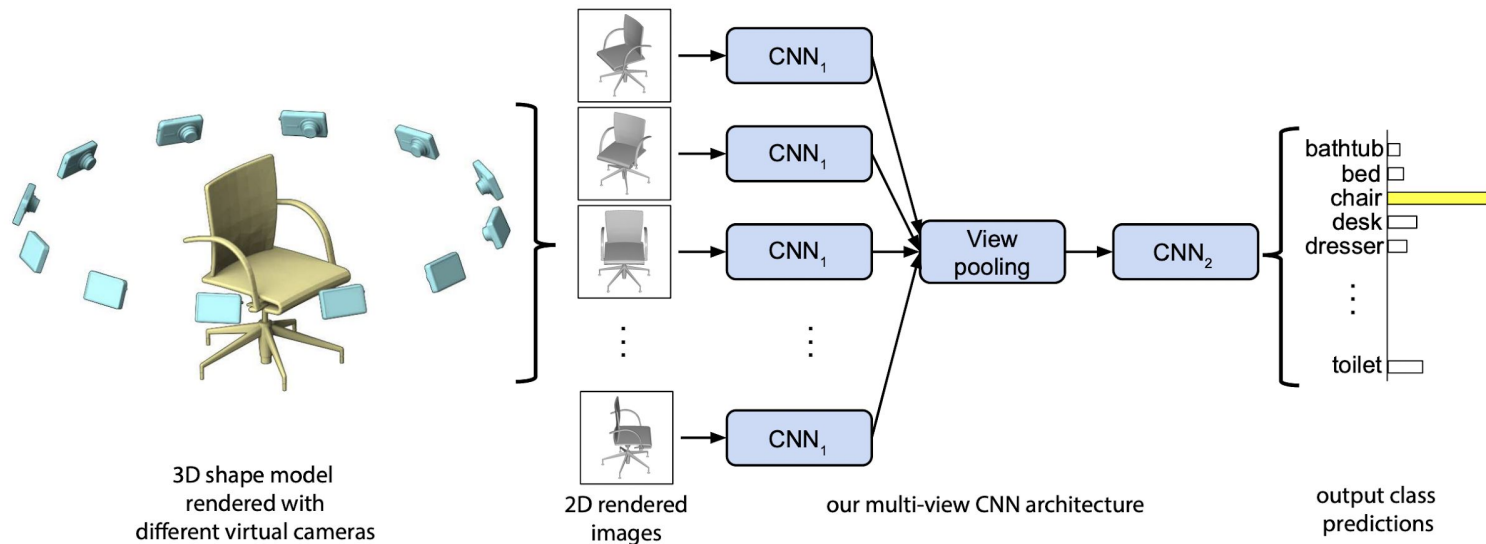 CNN₁
CNN₁
CNN₁
CNN₁
View
pooling
CNN₂
bathtub
bed
chair
desk
dresser
toilet
3D shape model
rendered with
different virtual cameras
2D rendered
images
our multi-view CNN architecture
output class
predictions